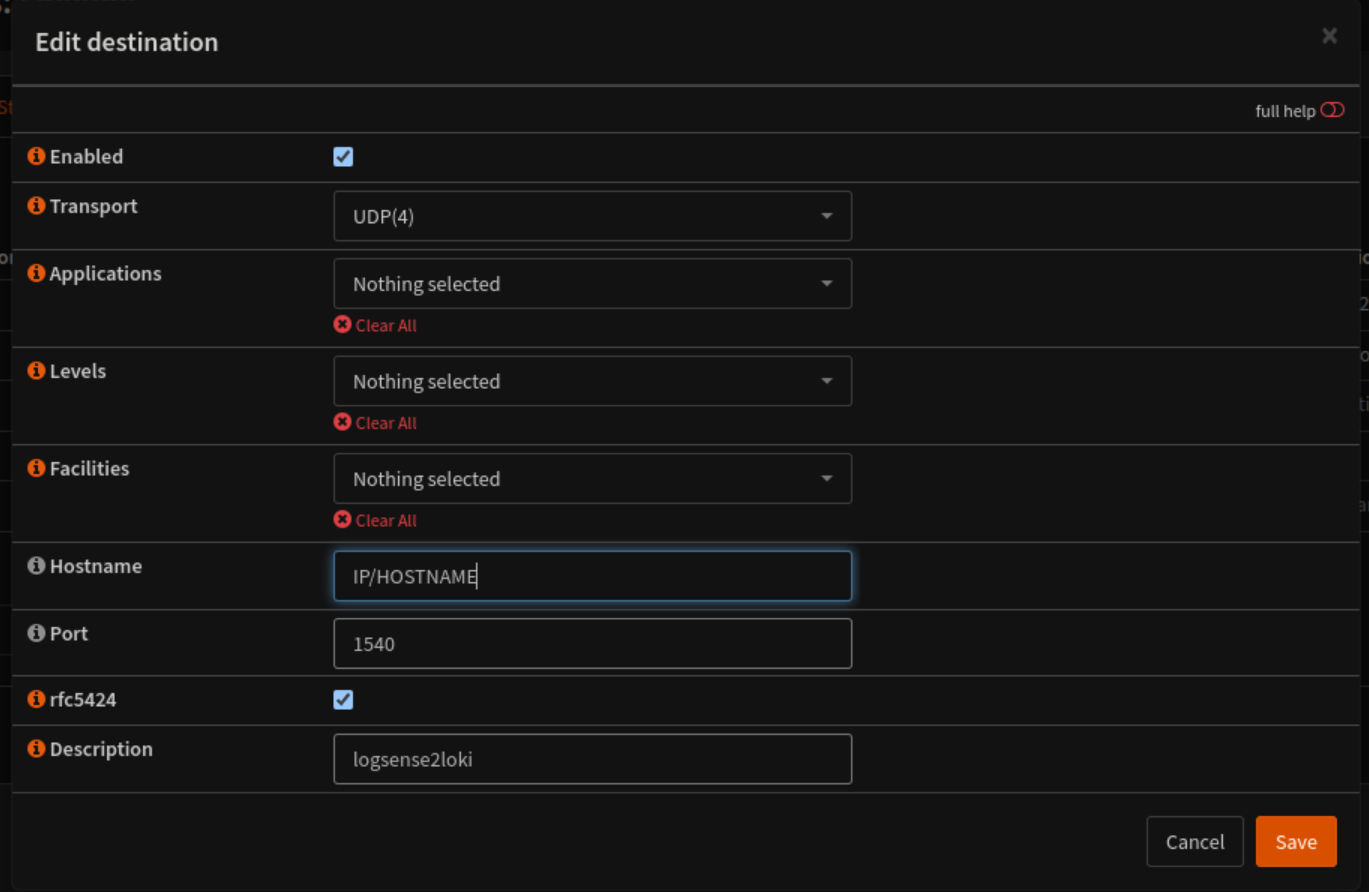 Edit destination
×
full help
Enabled
Transport
UDP(4)
Applications
Nothing selected
Clear All
Levels
Nothing selected
Clear All
Facilities
Nothing selected
Clear All
Hostname
IP/HOSTNAME
Port
1540
rfc5424
Description
logsense2loki
Cancel Save